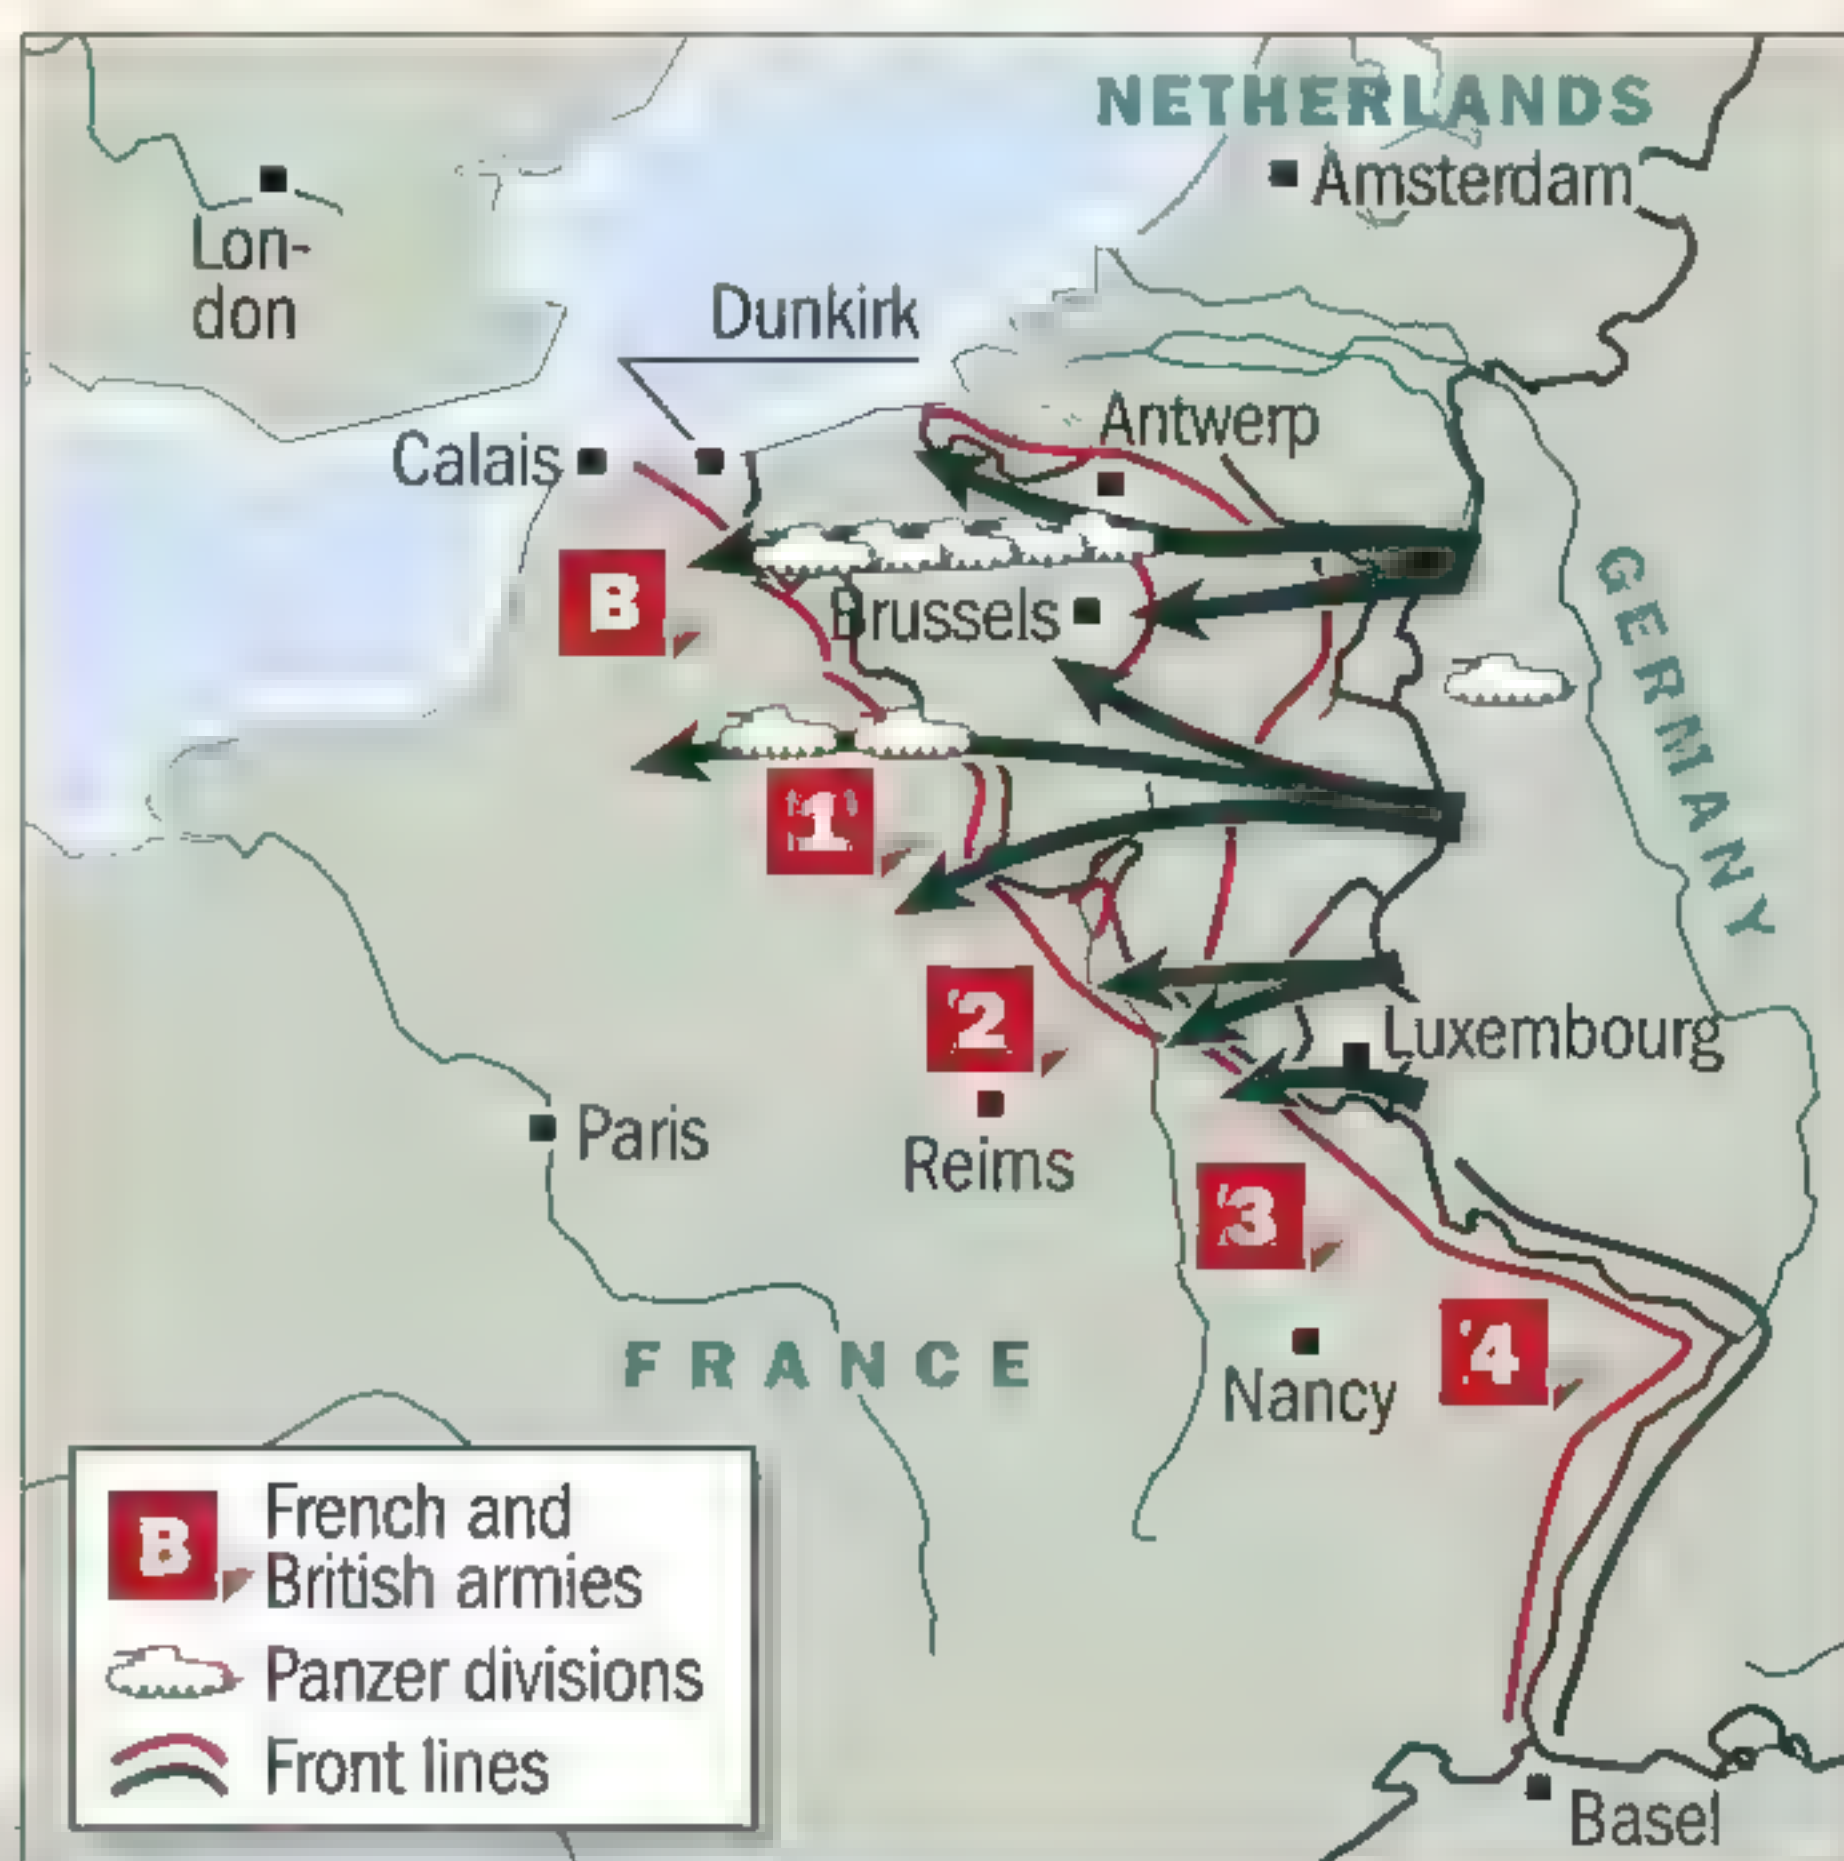 NETHERLANDS
Amsterdam
Lon-
don
Dunkirk
Antwerp
Calais
B
Brussels
GERMANY
1
2
Luxembourg
Paris
Reims
3
FRANCE
4
Nancy
B
French and
British armies
Panzer divisions
Front lines
Basel